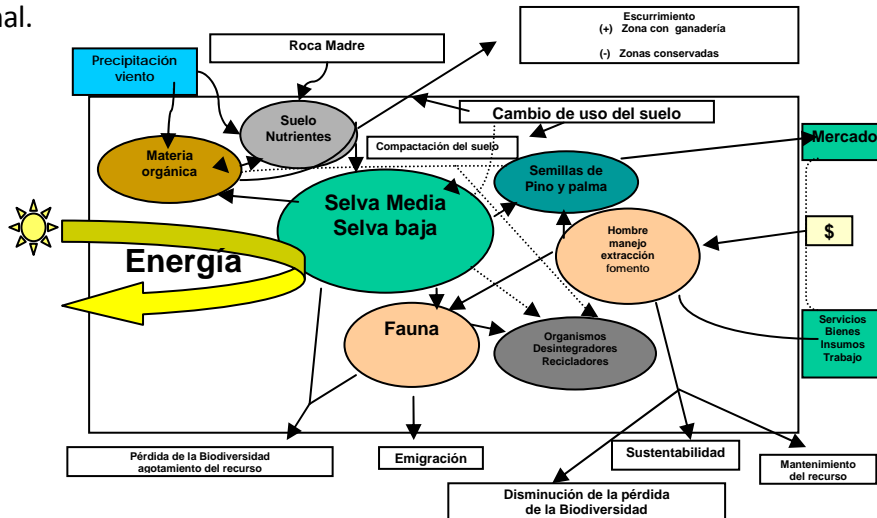 nal.
Escurrimiento
(+) Zona con ganadería
(-) Zonas conservadas
Roca Madre
Precipitación
viento
Cambio de uso del suelo
Suelo
Nutrientes
Compactación del suelo
Mercado
Materia
orgánica
Semillas de
Pino y palma
Selva Media
Selva baja
Hombre
manejo
extracción
fomento
$
Energía
Fauna
Organismos
Desintegradores
Recicladores
Servicios
Bienes
Insumos
Trabajo
Pérdida de la Biodiversidad
agotamiento del recurso
Emigración
Sustentabilidad
Mantenimiento
del recurso
Disminución de la pérdida
de la Biodiversidad